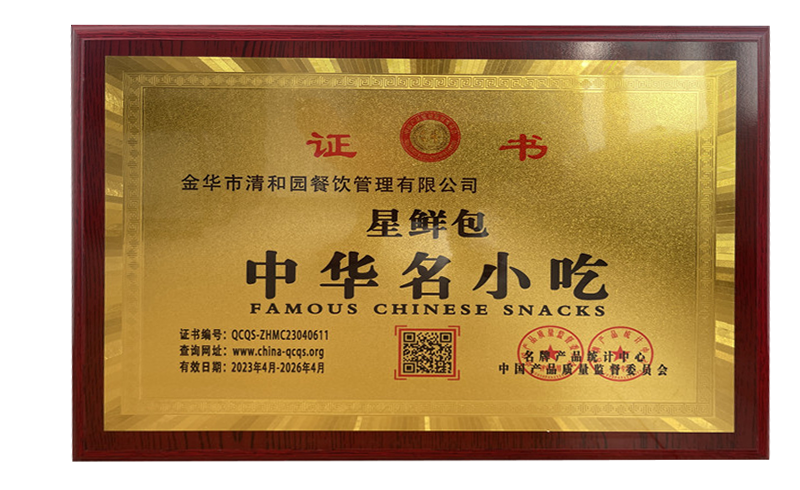 证 书
金华市清和园餐饮管理有限公司
星鲜包
中华名小吃
FAMOUS CHINESE SNACKS
证书编号：QCQS-ZHMC23040611
查询网址：www.china-qcqs.org
有效日期：2023年4月-2026年4月
名牌产品统计中心
中国产品质量监督委员会